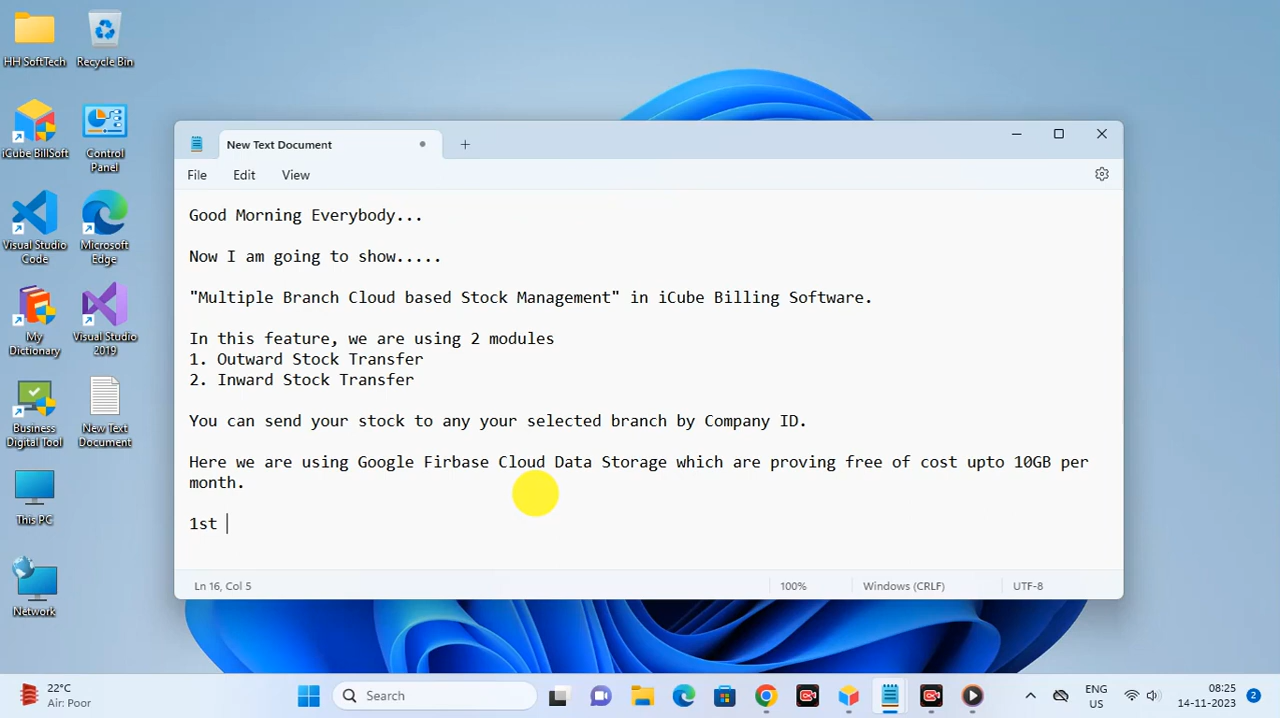 HH SoftTech
Recycle Bin
iCube BillSoft
Control
Panel
Visual Studio
Code
Microsoft
Edge
My
Dictionary
Visual Studio
2019
Business
Digital Tool
New Text
Document
This PC
Network
New Text Document
File Edit View
Good Morning Everybody...
Now I am going to show.....
"Multiple Branch Cloud based Stock Management" in iCube Billing Software.
In this feature, we are using 2 modules
1. Outward Stock Transfer
2. Inward Stock Transfer
You can send your stock to any your selected branch by Company ID.
Here we are using Google Firbase Cloud Data Storage which are proving free of cost upto 10GB per
month.
1st
Ln 16, Col 5 100% Windows (CRLF) UTF-8
22°C
Air: Poor
Search
ENG
US
08:25
14-11-2023
2